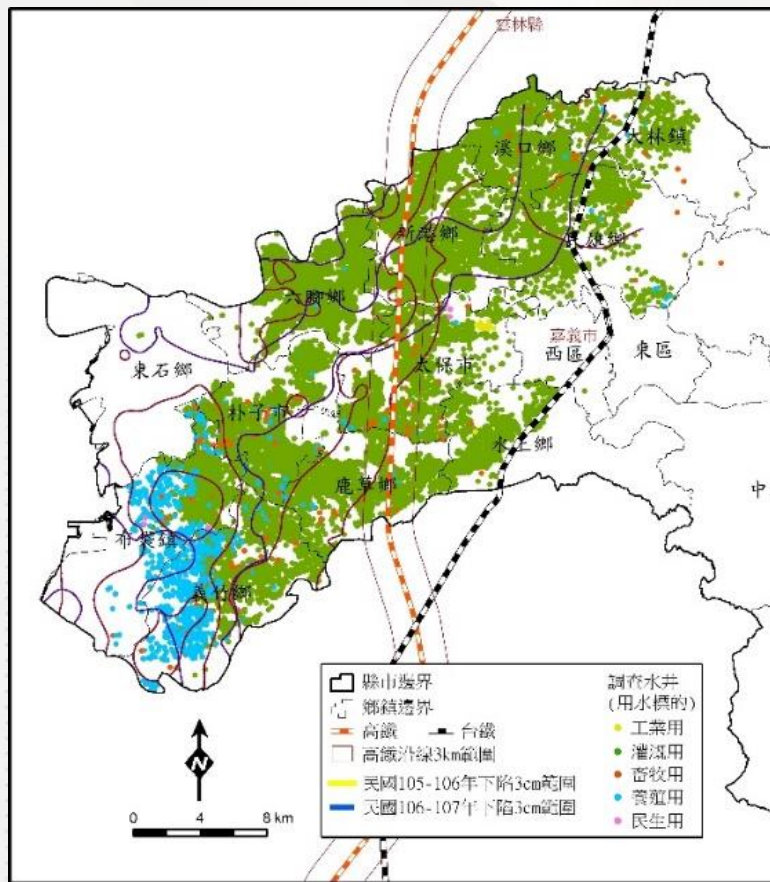 雲林縣
大林鎮
溪口鄉
新港鄉
民雄鄉
六腳鄉
嘉義市
太保市
西區
東區
東石鄉
朴子市
水上鄉
鹿草鄉
中
布袋鎮
義竹鄉
縣市邊界
鄉鎮邊界
高鐵
台鐵
高鐵沿線3km範圍
民國105-106年下陷3cm範圍
民國106-107年下陷3cm範圍
調查水井
(用水標的)
工業用
灌溉用
畜牧用
養殖用
民生用
N
0 4 8 km